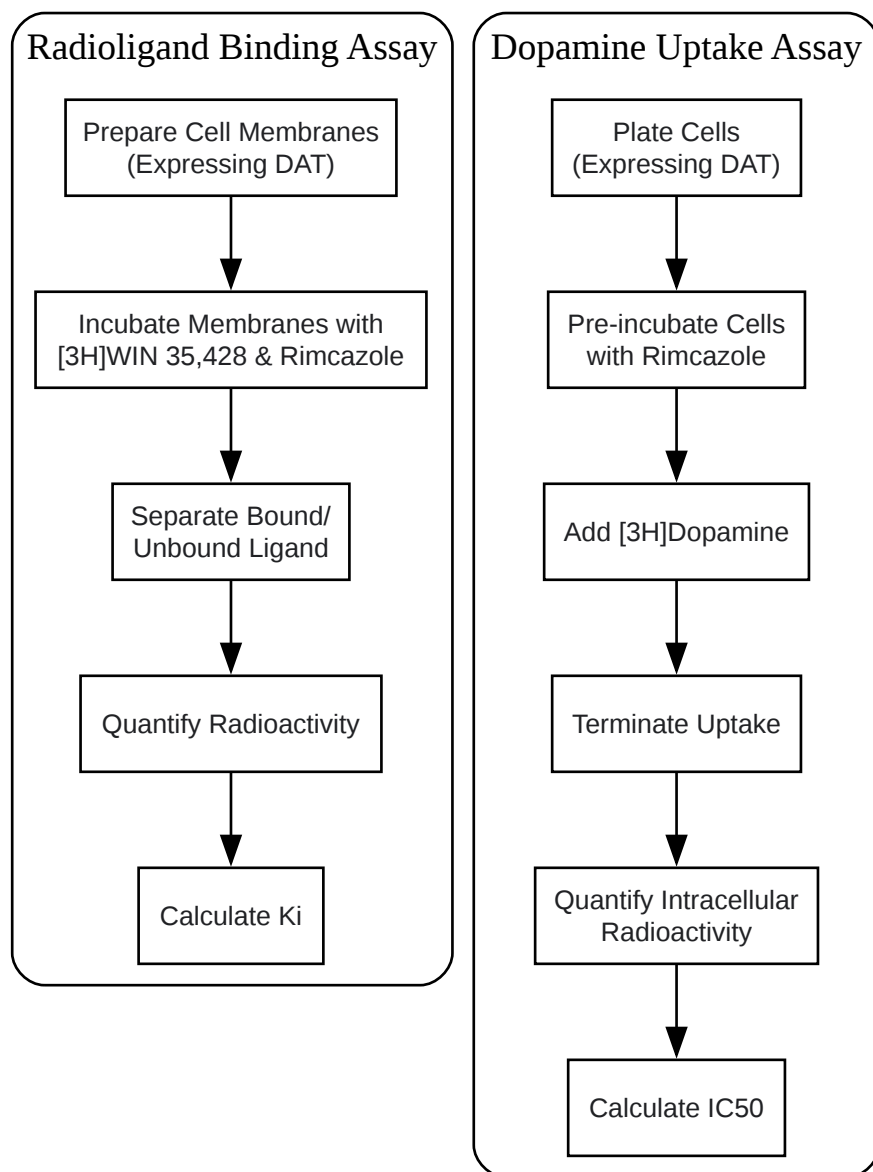 Radioligand Binding Assay
Prepare Cell Membranes
(Expressing DAT)
Incubate Membranes with
[3H]WIN 35,428 & Rimcazole
Separate Bound/
Unbound Ligand
Quantify Radioactivity
Calculate Ki
Dopamine Uptake Assay
Plate Cells
(Expressing DAT)
Pre-incubate Cells
with Rimcazole
Add [3H]Dopamine
Terminate Uptake
Quantify Intracellular
Radioactivity
Calculate IC50